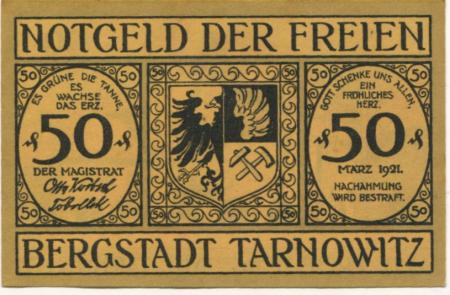 NOTGELD DER FREIEN
50 50 50 50
ES GRÜNE DIE TANNE,
ES
WACHSE
DAS ERZ,
50
DER MAGISTRAT
50 50
GOTT SCHENKE UNS ALLEN,
EIN
FRÖHLICHES
HERZ.
50
MÄRZ 1921.
NACHAHMUNG
WIRD BESTRAFT.
50 50
BERGSTADT TARNOWITZ